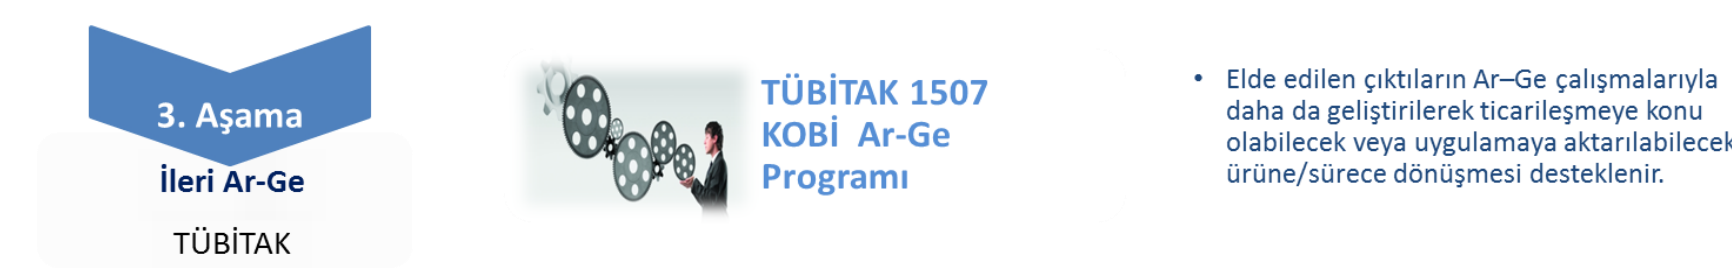 3. Aşama
İleri Ar-Ge
TÜBİTAK
TÜBİTAK 1507
KOBİ Ar-Ge
Programı
• Elde edilen çıktıların Ar–Ge çalışmalarıyla
daha da geliştirilerek ticarileşmeye konu
olabilecek veya uygulamaya aktarılabilecek
ürüne/sürece dönüşmesi desteklenir.